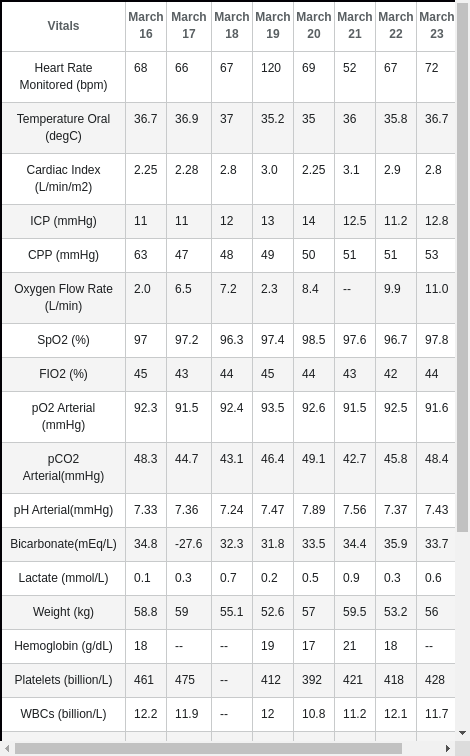 Vitals March 16 March 17 March 18 March 19 March 20 March 21 March 22 March 23
Heart Rate Monitored (bpm) 68 66 67 120 69 52 67 72
Temperature Oral (degC) 36.7 36.9 37 35.2 35 36 35.8 36.7
Cardiac Index (L/min/m2) 2.25 2.28 2.8 3.0 2.25 3.1 2.9 2.8
ICP (mmHg) 11 11 12 13 14 12.5 11.2 12.8
CPP (mmHg) 63 47 48 49 50 51 51 53
Oxygen Flow Rate (L/min) 2.0 6.5 7.2 2.3 8.4 -- 9.9 11.0
SpO2 (%) 97 97.2 96.3 97.4 98.5 97.6 96.7 97.8
FIO2 (%) 45 43 44 45 44 43 42 44
pO2 Arterial (mmHg) 92.3 91.5 92.4 93.5 92.6 91.5 92.5 91.6
pCO2 Arterial(mmHg) 48.3 44.7 43.1 46.4 49.1 42.7 45.8 48.4
pH Arterial(mmHg) 7.33 7.36 7.24 7.47 7.89 7.56 7.37 7.43
Bicarbonate(mEq/L) 34.8 -27.6 32.3 31.8 33.5 34.4 35.9 33.7
Lactate (mmol/L) 0.1 0.3 0.7 0.2 0.5 0.9 0.3 0.6
Weight (kg) 58.8 59 55.1 52.6 57 59.5 53.2 56
Hemoglobin (g/dL) 18 -- -- 19 17 21 18 --
Platelets (billion/L) 461 475 -- 412 392 421 418 428
WBCs (billion/L) 12.2 11.9 -- 12 10.8 11.2 12.1 11.7